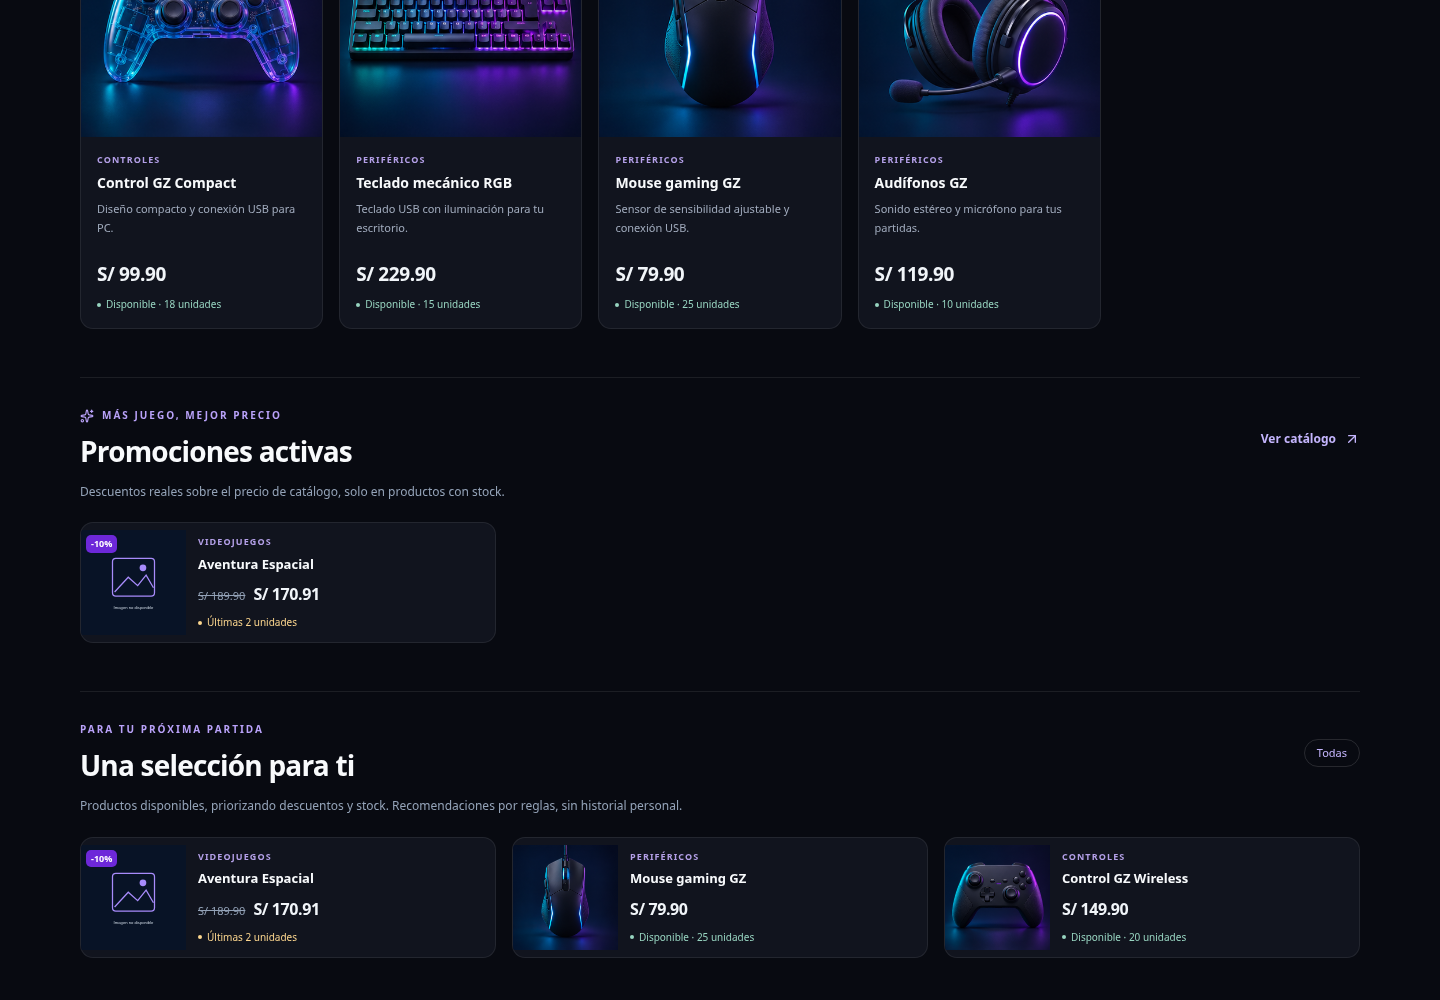 CONTROLES
Control GZ Compact
Diseño compacto y conexión USB para
PC.
S/ 99.90
Disponible · 18 unidades
PERIFÉRICOS
Teclado mecánico RGB
Teclado USB con iluminación para tu
escritorio.
S/ 229.90
Disponible · 15 unidades
PERIFÉRICOS
Mouse gaming GZ
Sensor de sensibilidad ajustable y
conexión USB.
S/ 79.90
Disponible · 25 unidades
PERIFÉRICOS
Audífonos GZ
Sonido estéreo y micrófono para tus
partidas.
S/ 119.90
Disponible · 10 unidades
MÁS JUEGO, MEJOR PRECIO
Promociones activas
Ver catálogo
Descuentos reales sobre el precio de catálogo, solo en productos con stock.
-10%
Imagen no disponible
VIDEOJUEGOS
Aventura Espacial
S/ 189.90 S/ 170.91
Últimas 2 unidades
PARA TU PRÓXIMA PARTIDA
Una selección para ti
Todas
Productos disponibles, priorizando descuentos y stock. Recomendaciones por reglas, sin historial personal.
-10%
Imagen no disponible
VIDEOJUEGOS
Aventura Espacial
S/ 189.90 S/ 170.91
Últimas 2 unidades
PERIFÉRICOS
Mouse gaming GZ
S/ 79.90
Disponible · 25 unidades
CONTROLES
Control GZ Wireless
S/ 149.90
Disponible · 20 unidades